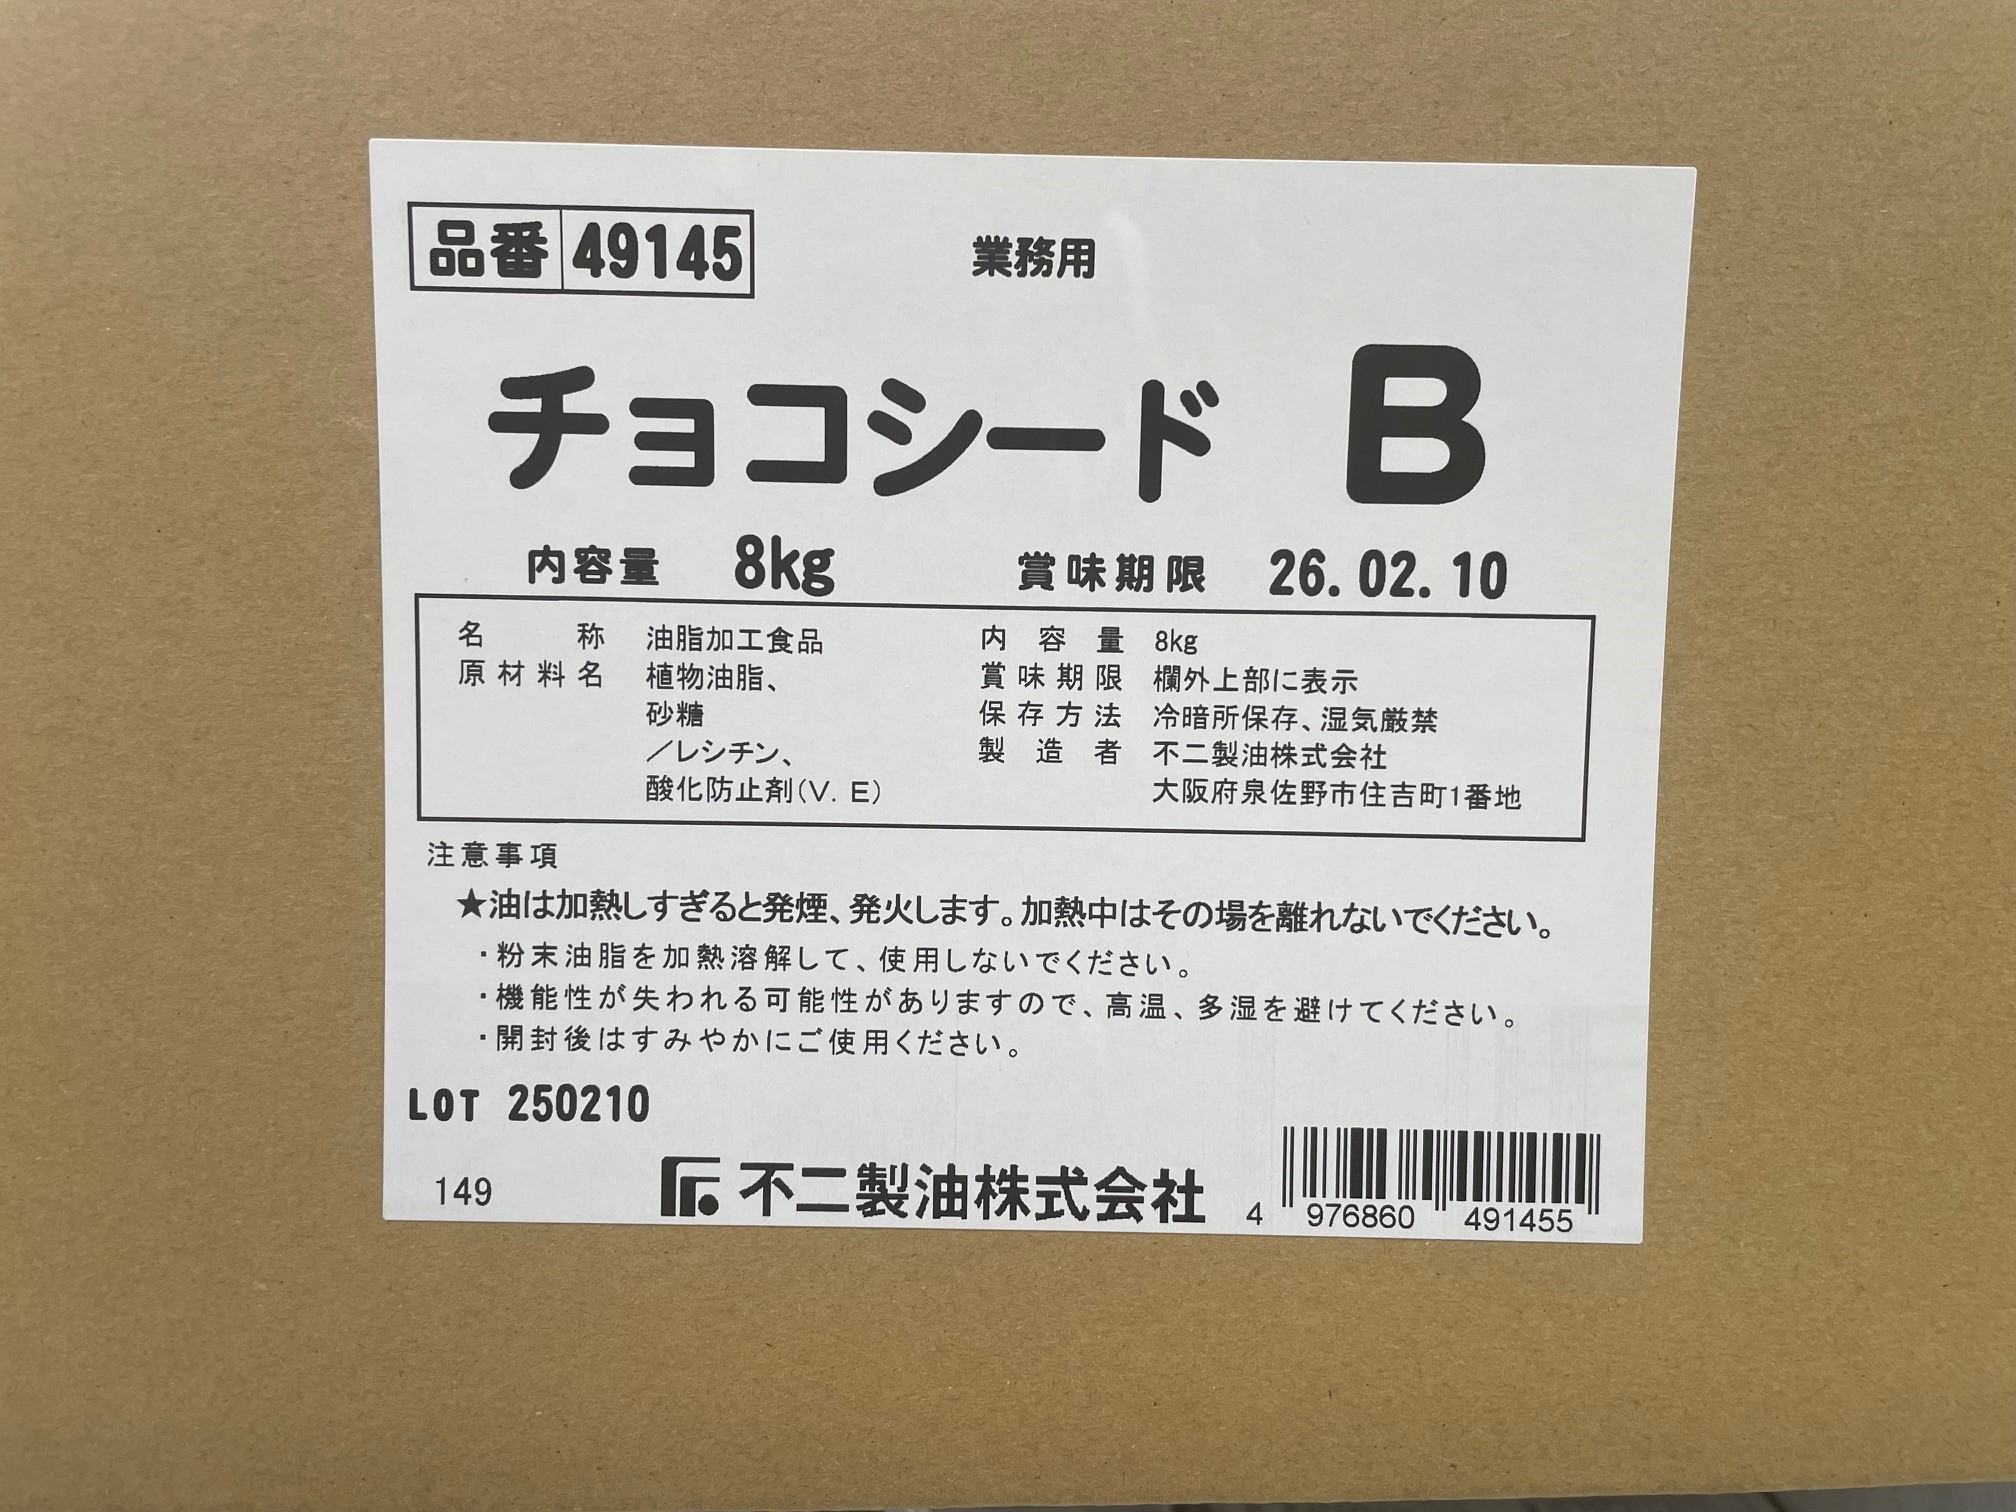 品番 49145
業務用
チョコシード B
内容量 8kg 賞味期限 26.02.10
名称 油脂加工食品
原材料名 植物油脂、
砂糖
／レシチン、
酸化防止剤(V. E)
内容量 8kg
賞味期限 欄外上部に表示
保存方法 冷暗所保存、湿気厳禁
製造者 不二製油株式会社
大阪府泉佐野市住吉町1番地
注意事項
★油は加熱しすぎると発煙、発火します。加熱中はその場を離れないでください。
・粉末油脂を加熱溶解して、使用しないでください。
・機能性が失われる可能性がありますので、高温、多湿を避けてください。
・開封後はすみやかにご使用ください。
LOT 250210
149
不二製油株式会社
4 976860 491455